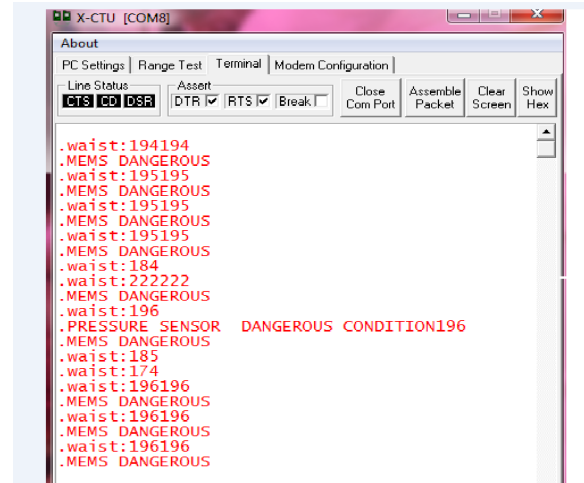 X-CTU [COM8]
About
PC Settings Range Test Terminal Modem Configuration
Line Status Assert
CTS CD DSR DTR RTS Break Close Com Port Assemble Packet Clear Screen Show Hex
.waist:194194
.MEMS DANGEROUS
.waist:195195
.MEMS DANGEROUS
.waist:195195
.MEMS DANGEROUS
.waist:195195
.MEMS DANGEROUS
.waist:184
.waist:222222
.MEMS DANGEROUS
.waist:196
.PRESSURE SENSOR  DANGEROUS CONDITION196
.MEMS DANGEROUS
.waist:185
.waist:174
.waist:196196
.MEMS DANGEROUS
.waist:196196
.MEMS DANGEROUS
.waist:196196
.MEMS DANGEROUS